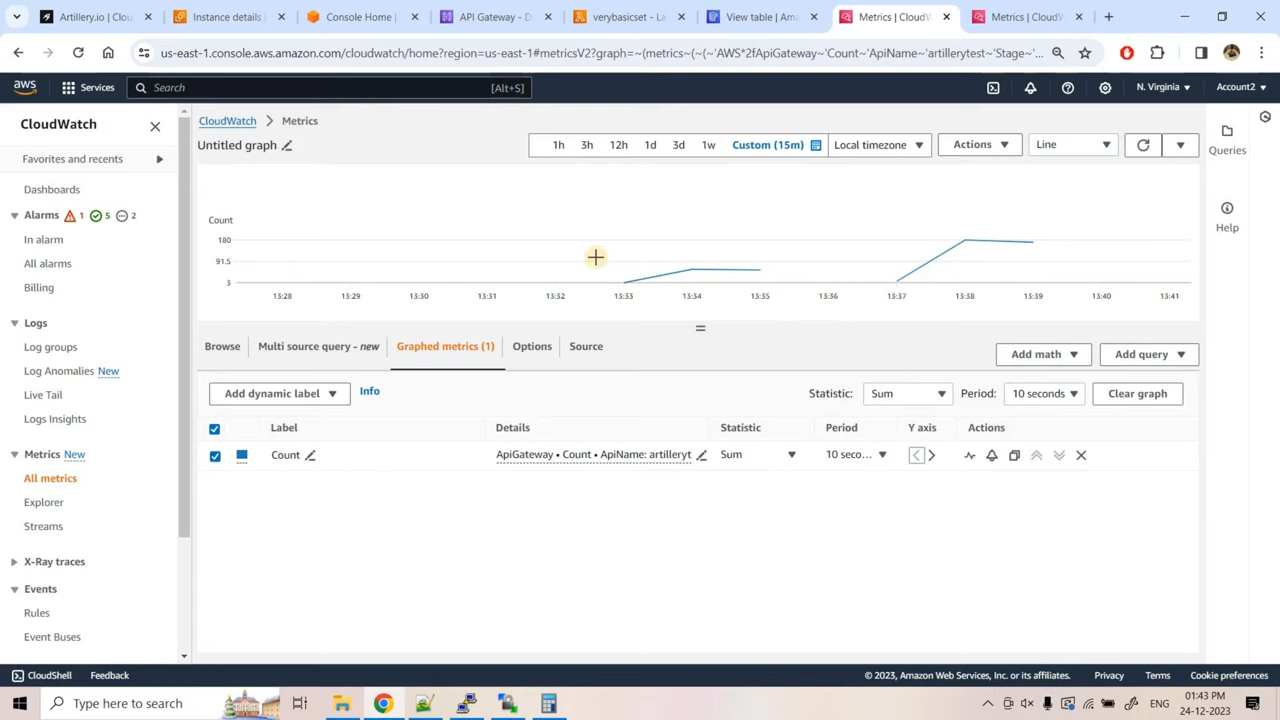 Artillery.io | Cloud
Instance details |
Console Home |
API Gateway - D
verybasicset - La
View table | Ama
Metrics | CloudW
Metrics | CloudW
us-east-1.console.aws.amazon.com/cloudwatch/home?region=us-east-1#metricsV2?graph=~(metrics~(~(~'AWS*2fApiGateway~'Count~'ApiName~'artillerytest~'Stage~'...
aws
Services
Search
[Alt+S]
N. Virginia
Account2
CloudWatch
Favorites and recents
Dashboards
Alarms 1 5 2
In alarm
All alarms
Billing
Logs
Log groups
Log Anomalies New
Live Tail
Logs Insights
Metrics New
All metrics
Explorer
Streams
X-Ray traces
Events
Rules
Event Buses
CloudWatch > Metrics
Untitled graph
1h 3h 12h 1d 3d 1w Custom (15m) Local timezone
Actions
Line
Count
180
91.5
3
13:28 13:29 13:30 13:31 13:32 13:33 13:34 13:35 13:36 13:37 13:38 13:39 13:40 13:41
Browse
Multi source query - new
Graphed metrics (1)
Options
Source
Add math
Add query
Add dynamic label
Info
Statistic: Sum
Period: 10 seconds
Clear graph
Label Details Statistic Period Y axis Actions
Count ApiGateway • Count • ApiName: artilleryt Sum 10 seco...
Queries
Help
CloudShell
Feedback
© 2023, Amazon Web Services, Inc. or its affiliates.
Privacy
Terms
Cookie preferences
Type here to search
ENG
01:43 PM
24-12-2023